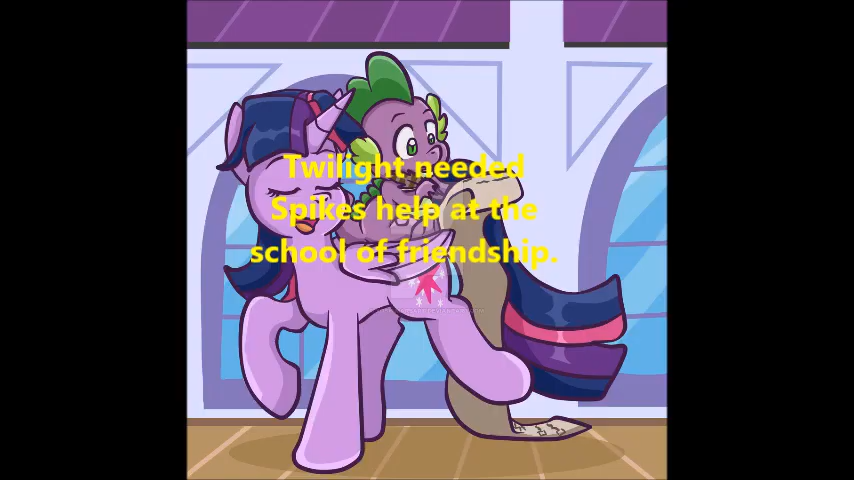 Twilight needed
Spikes help at the
school of friendship.